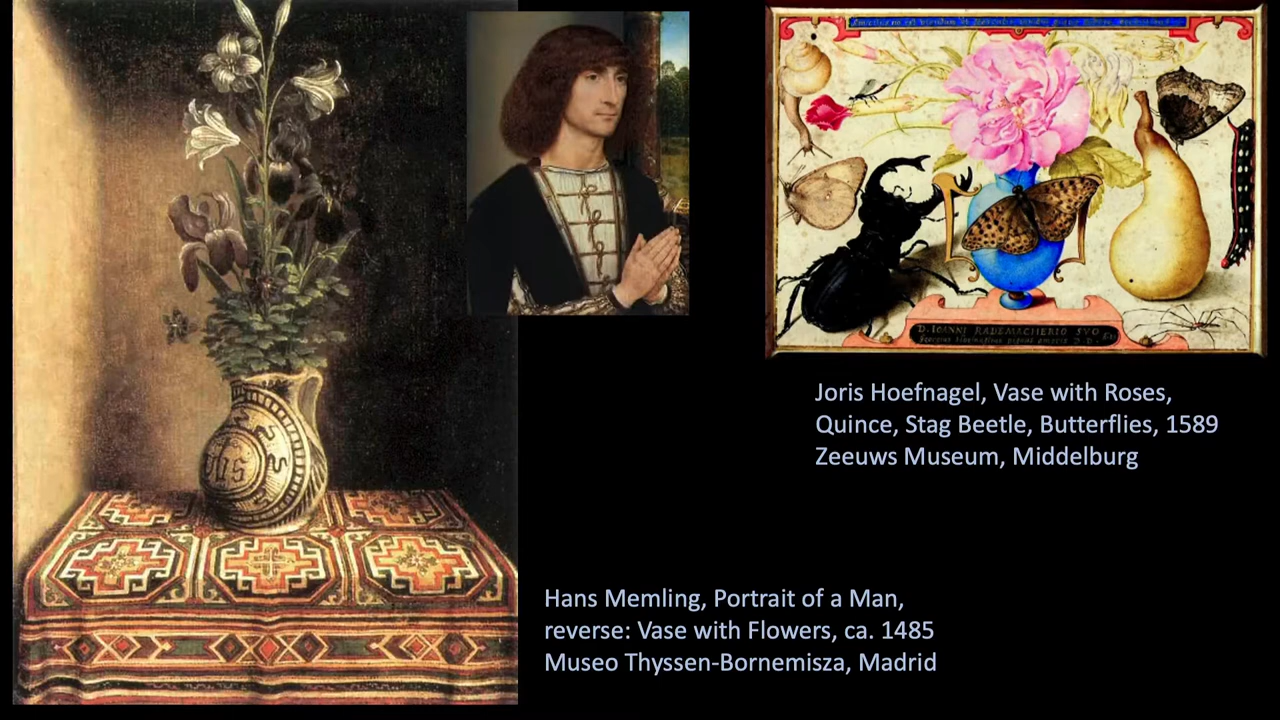 IHS
D. IOANNI RADEMACHERIO SVO
Joris Hoefnagel, Vase with Roses,
Quince, Stag Beetle, Butterflies, 1589
Zeeuws Museum, Middelburg
Hans Memling, Portrait of a Man,
reverse: Vase with Flowers, ca. 1485
Museo Thyssen-Bornemisza, Madrid